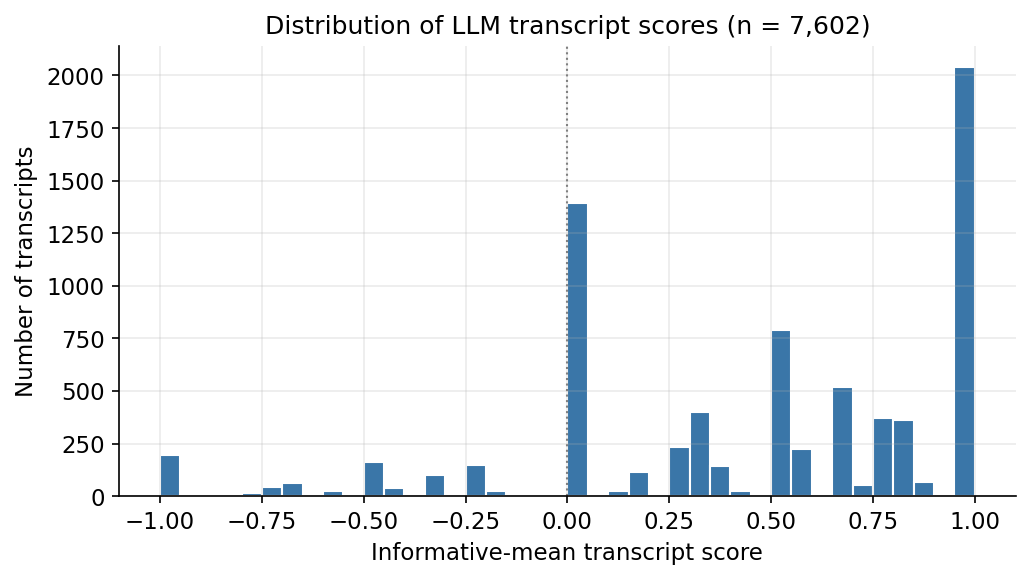 Distribution of LLM transcript scores (n = 7,602)
Number of transcripts
2000
1750
1500
1250
1000
750
500
250
0
−1.00 −0.75 −0.50 −0.25 0.00 0.25 0.50 0.75 1.00
Informative-mean transcript score